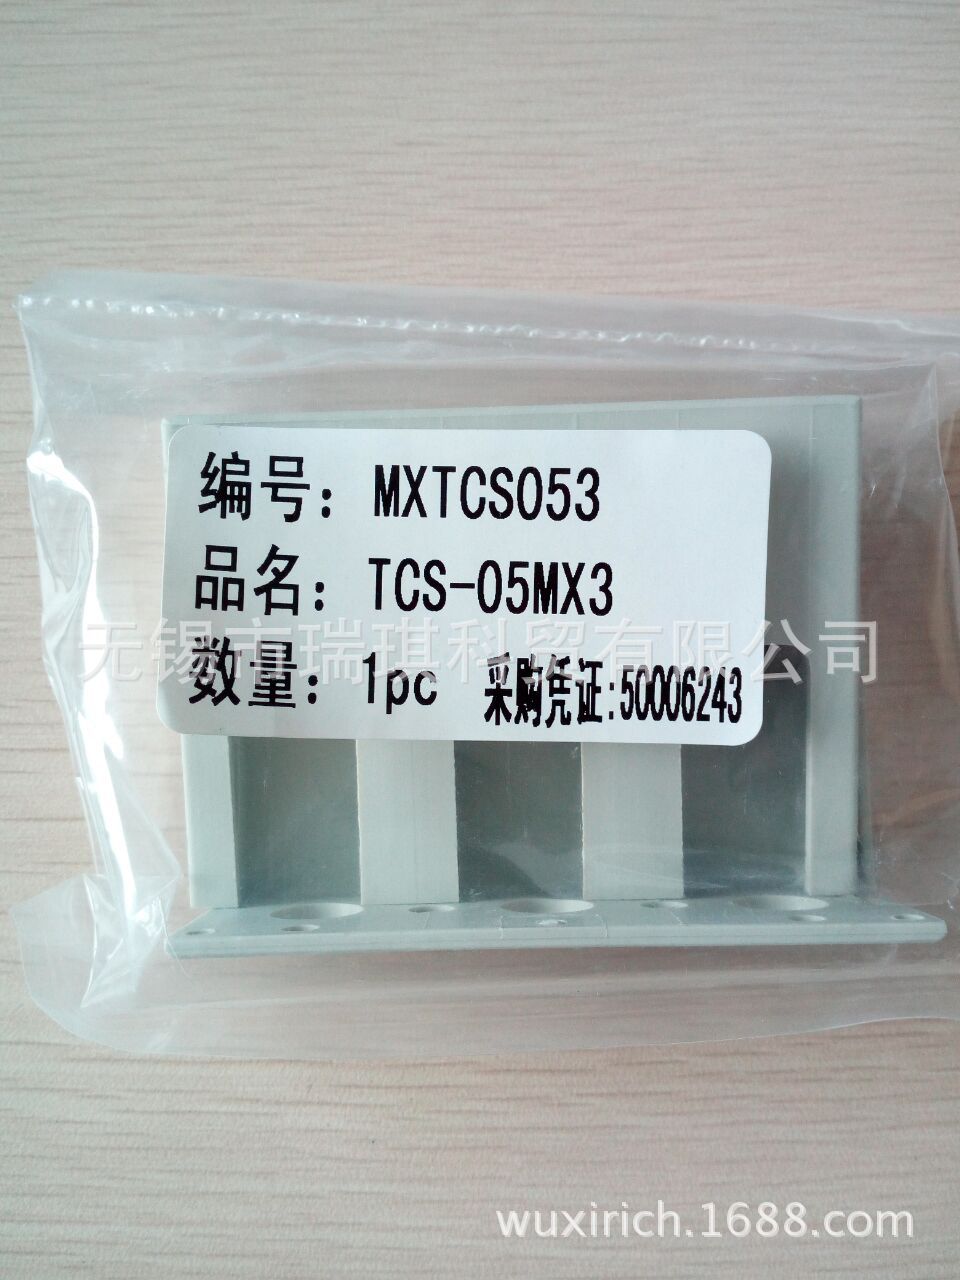 编号: MXTCS053
品名: TCS-05MX3
无锡市瑞琪科贸有限公司
数量: 1pc 采购凭证:50006243
wuxirich.1688.com